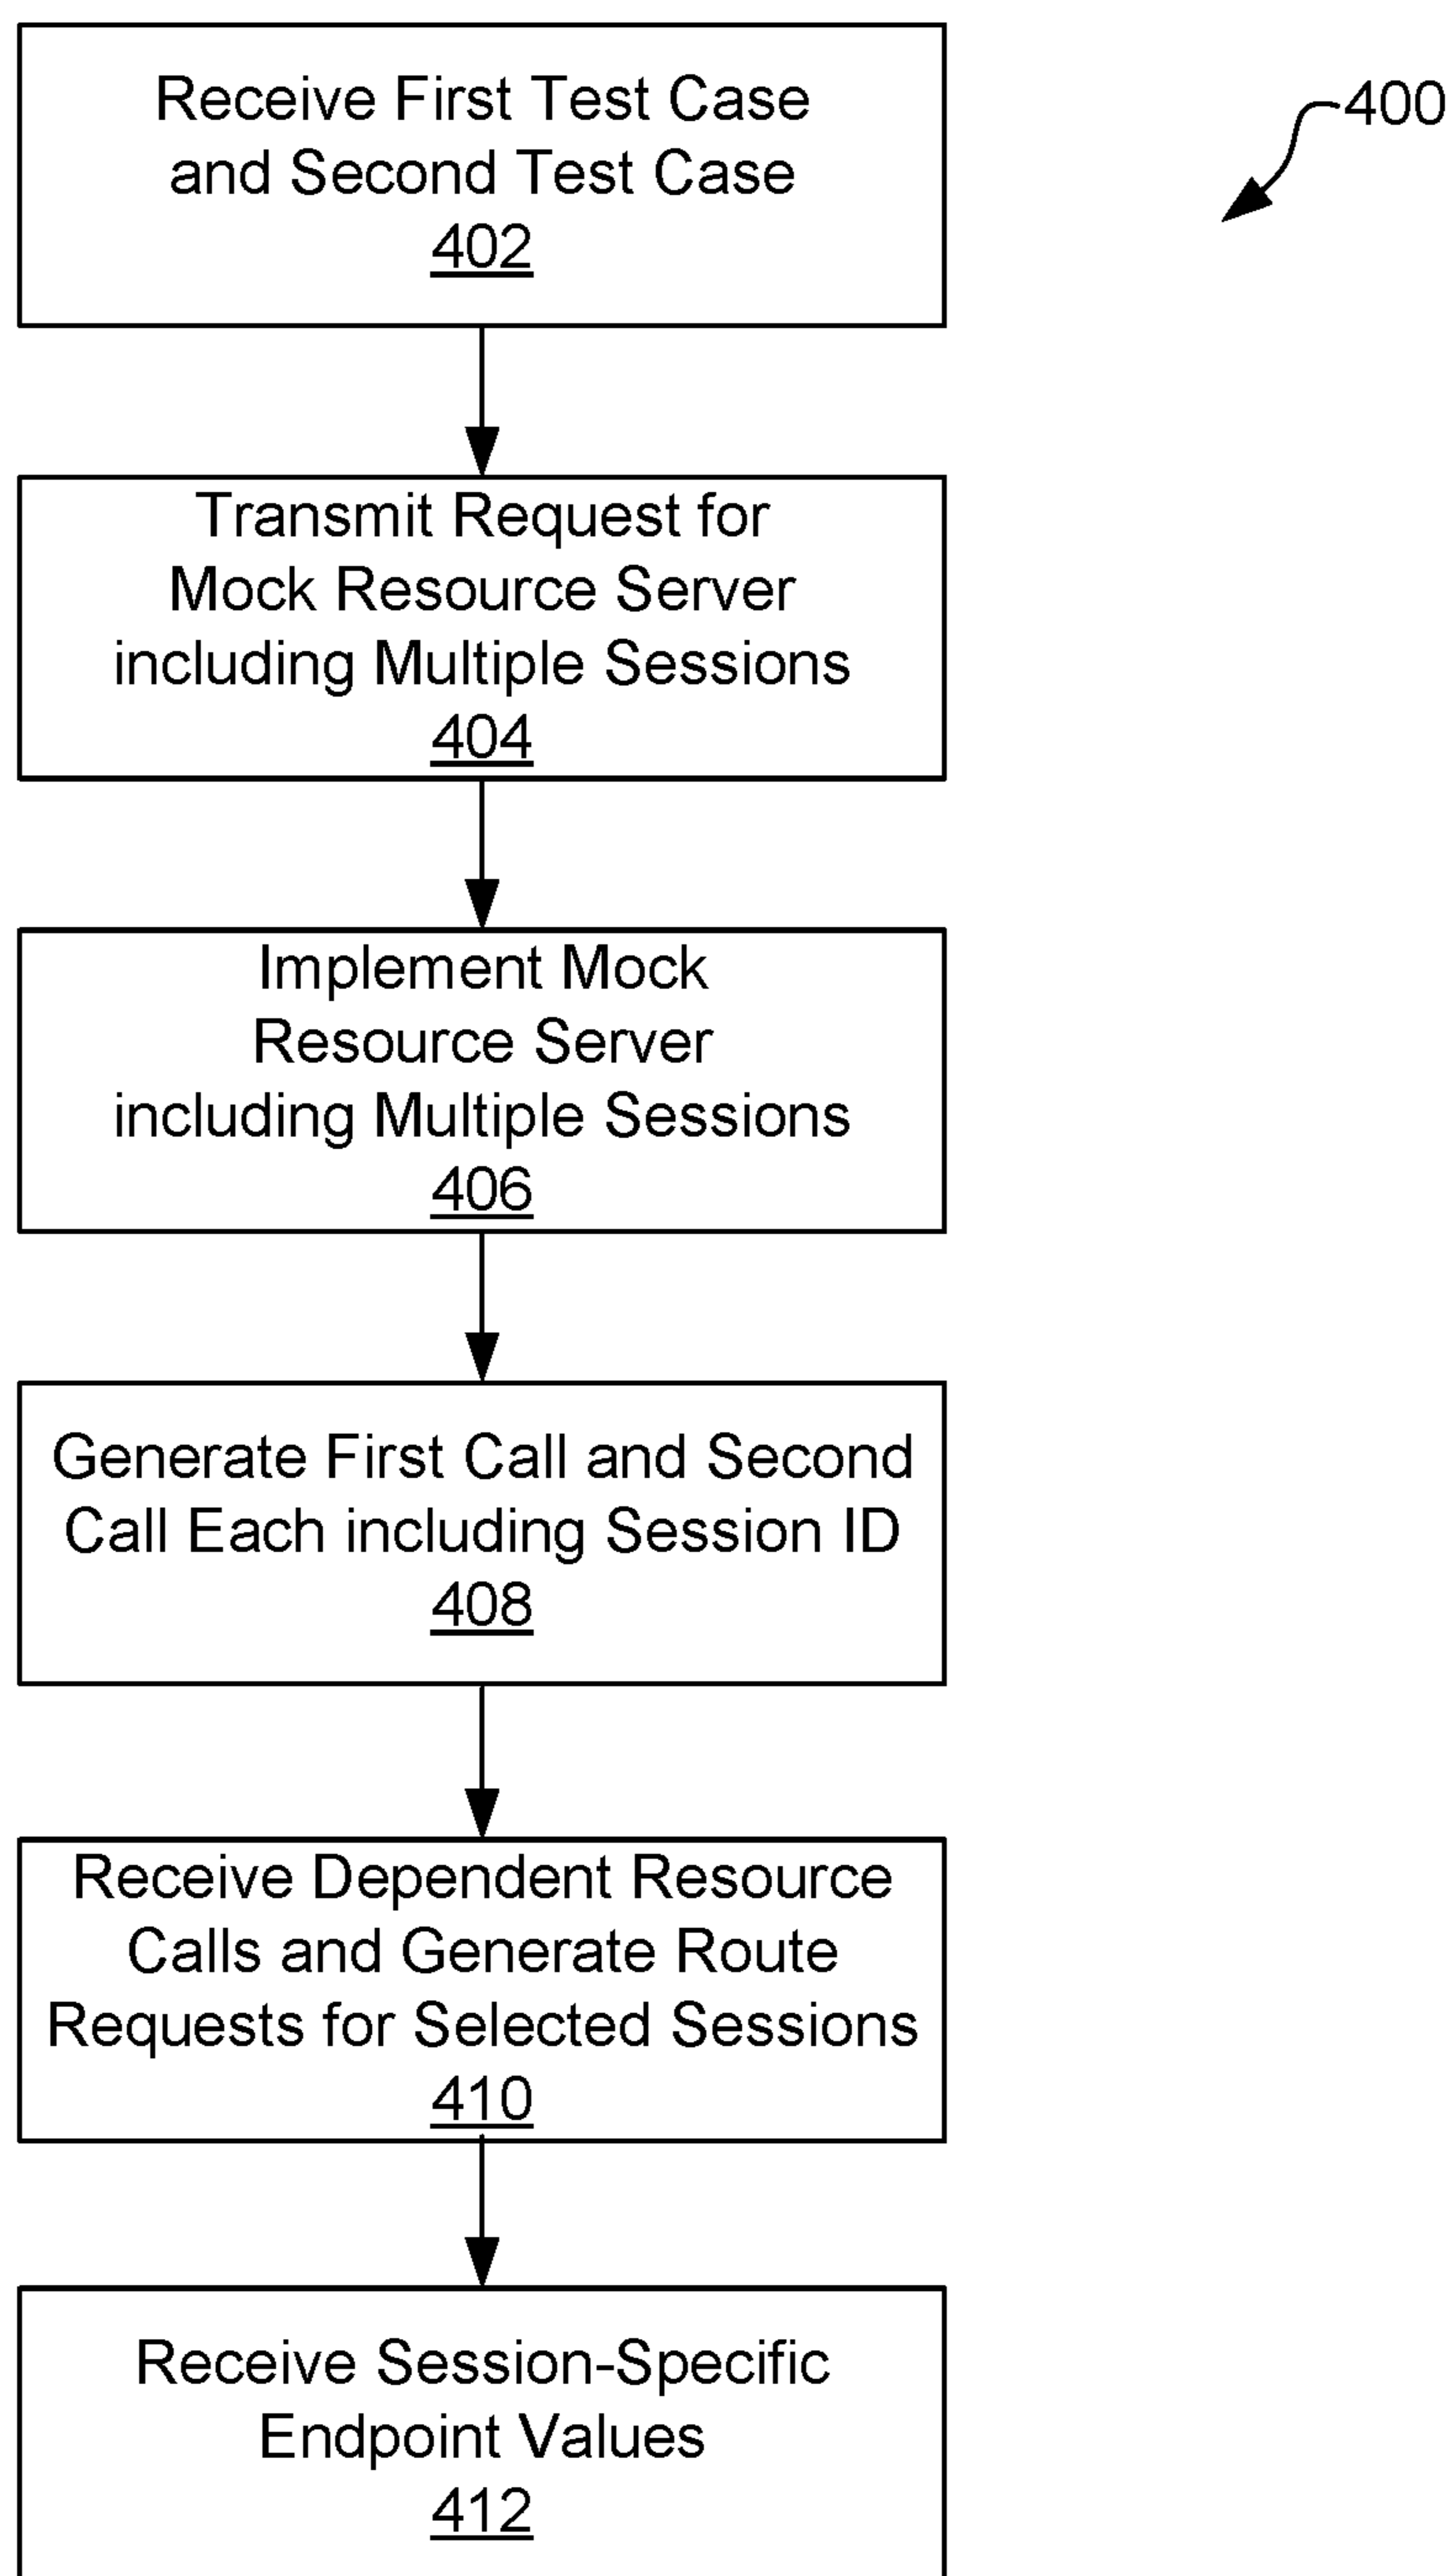 Receive First Test Case
and Second Test Case
402
400
Transmit Request for
Mock Resource Server
including Multiple Sessions
404
Implement Mock
Resource Server
including Multiple Sessions
406
Generate First Call and Second
Call Each including Session ID
408
Receive Dependent Resource
Calls and Generate Route
Requests for Selected Sessions
410
Receive Session-Specific
Endpoint Values
412